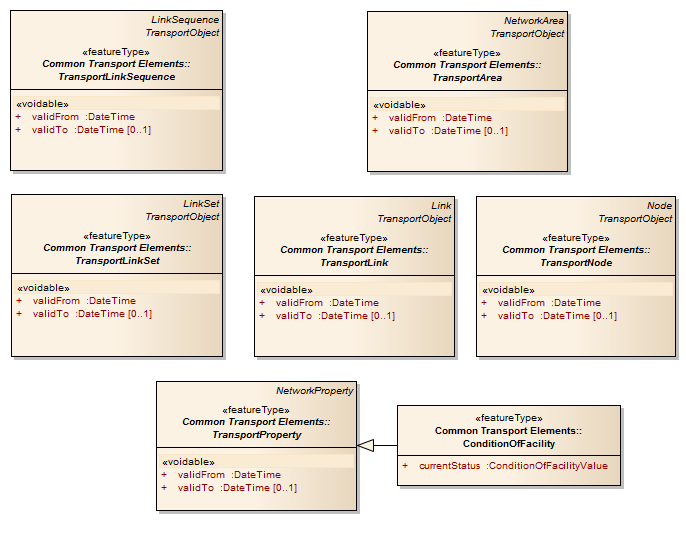 LinkSequence
TransportObject
«featureType»
Common Transport Elements::
TransportLinkSequence
«voidable»
+ validFrom :DateTime
+ validTo :DateTime [0..1]
NetworkArea
TransportObject
«featureType»
Common Transport Elements::
TransportArea
«voidable»
+ validFrom :DateTime
+ validTo :DateTime [0..1]
LinkSet
TransportObject
«featureType»
Common Transport Elements::
TransportLinkSet
«voidable»
+ validFrom :DateTime
+ validTo :DateTime [0..1]
Link
TransportObject
«featureType»
Common Transport Elements::
TransportLink
«voidable»
+ validFrom :DateTime
+ validTo :DateTime [0..1]
Node
TransportObject
«featureType»
Common Transport Elements::
TransportNode
«voidable»
+ validFrom :DateTime
+ validTo :DateTime [0..1]
NetworkProperty
«featureType»
Common Transport Elements::
TransportProperty
«voidable»
+ validFrom :DateTime
+ validTo :DateTime [0..1]
«featureType»
Common Transport Elements::
ConditionOfFacility
+ currentStatus :ConditionOfFacilityValue